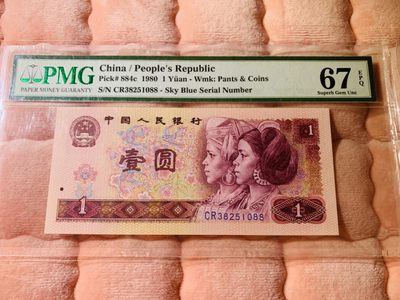 PMG
PAPER MONEY GUARANTY
China / People's Republic
Pick# 884c 1980 1 Yüan - Wmk: Pants & Coins
S/N CR38251088 - Sky Blue Serial Number
67 EPQ
Superb Gem Unc
中国人民银行
1
壹圆
1
CR38251088
1